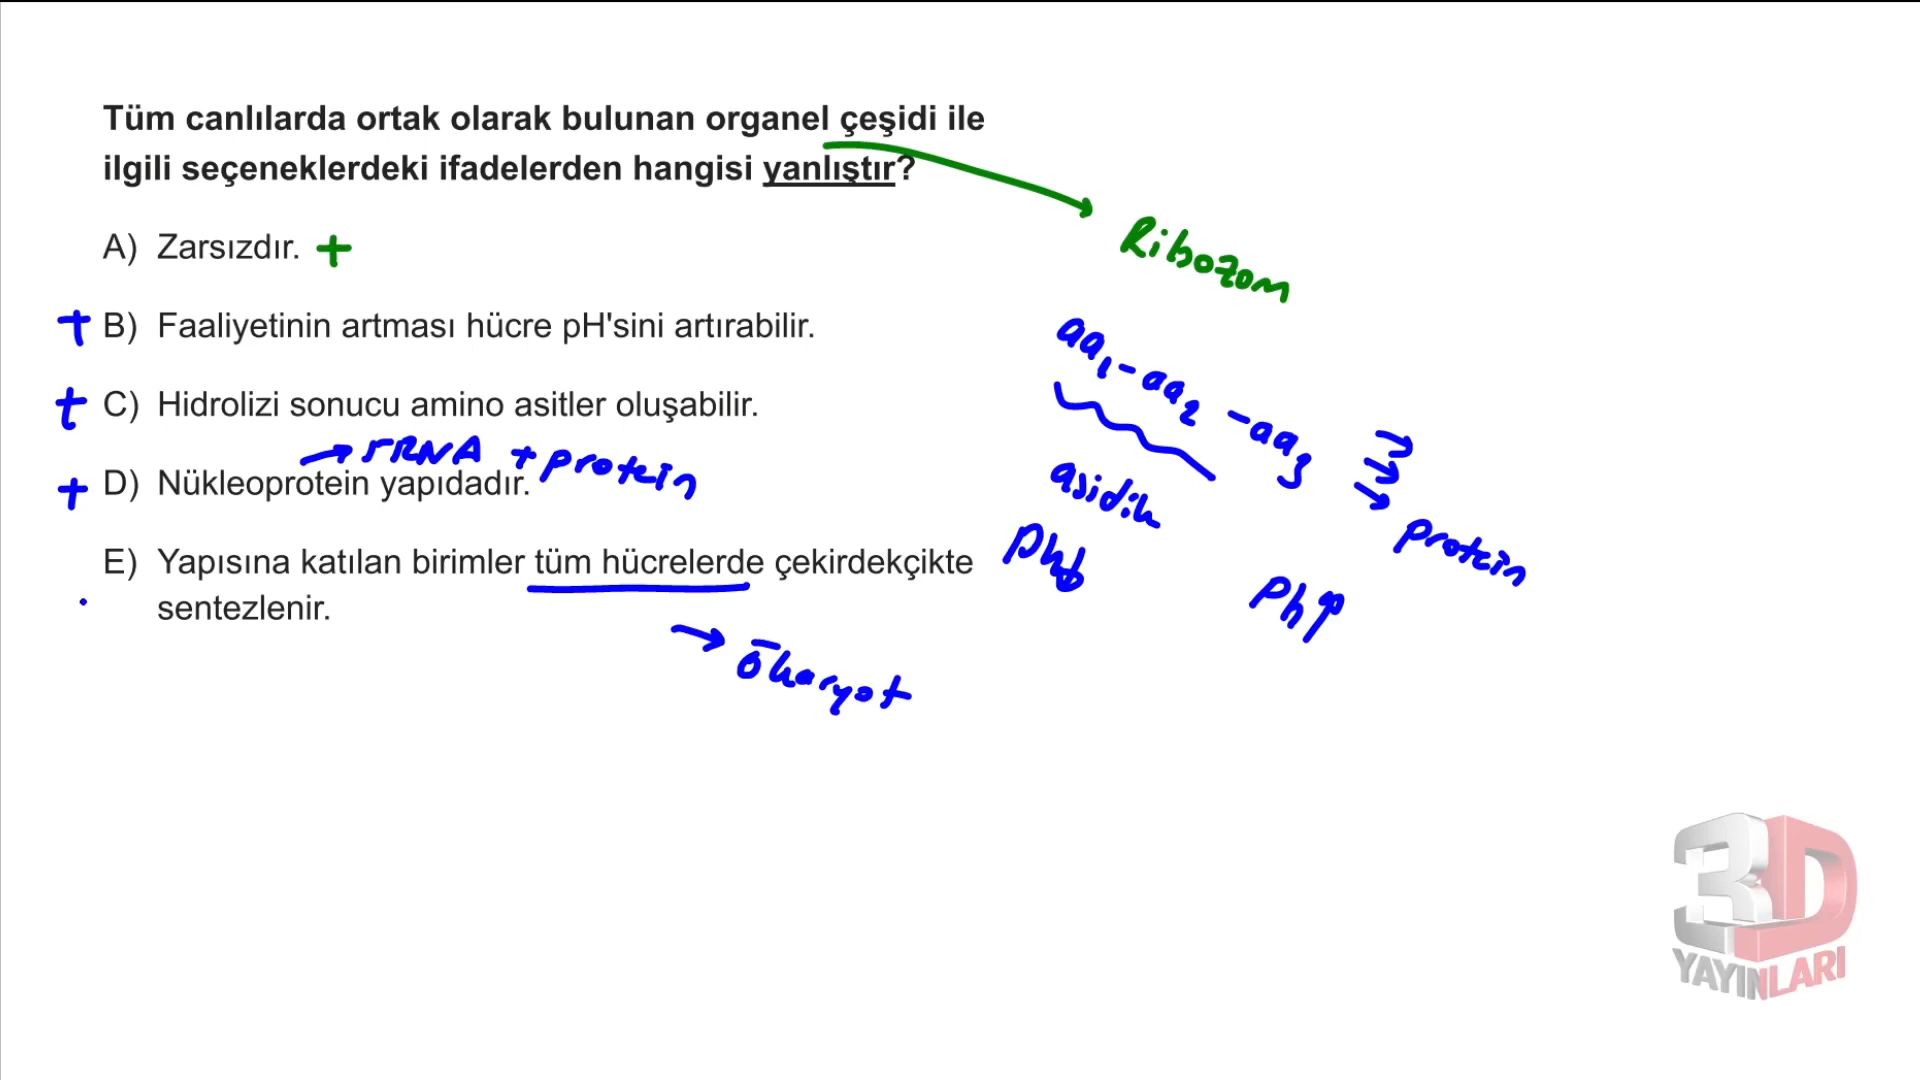 Tüm canlılarda ortak olarak bulunan organel çeşidi ile
ilgili seçeneklerdeki ifadelerden hangisi yanlıştır?
Ribozom
A) Zarsızdır. +
+ B) Faaliyetinin artması hücre pH'sini artırabilir.
aa1 - aa2 - aa3
+ C) Hidrolizi sonucu amino asitler oluşabilir.
→ rRNA + protein
+ D) Nükleoprotein yapıdadır.
asidik
protein
E) Yapısına katılan birimler tüm hücrelerde çekirdekçikte
sentezlenir.
Ph↓
Ph↑
→ ökaryot
3D
YAYINLARI